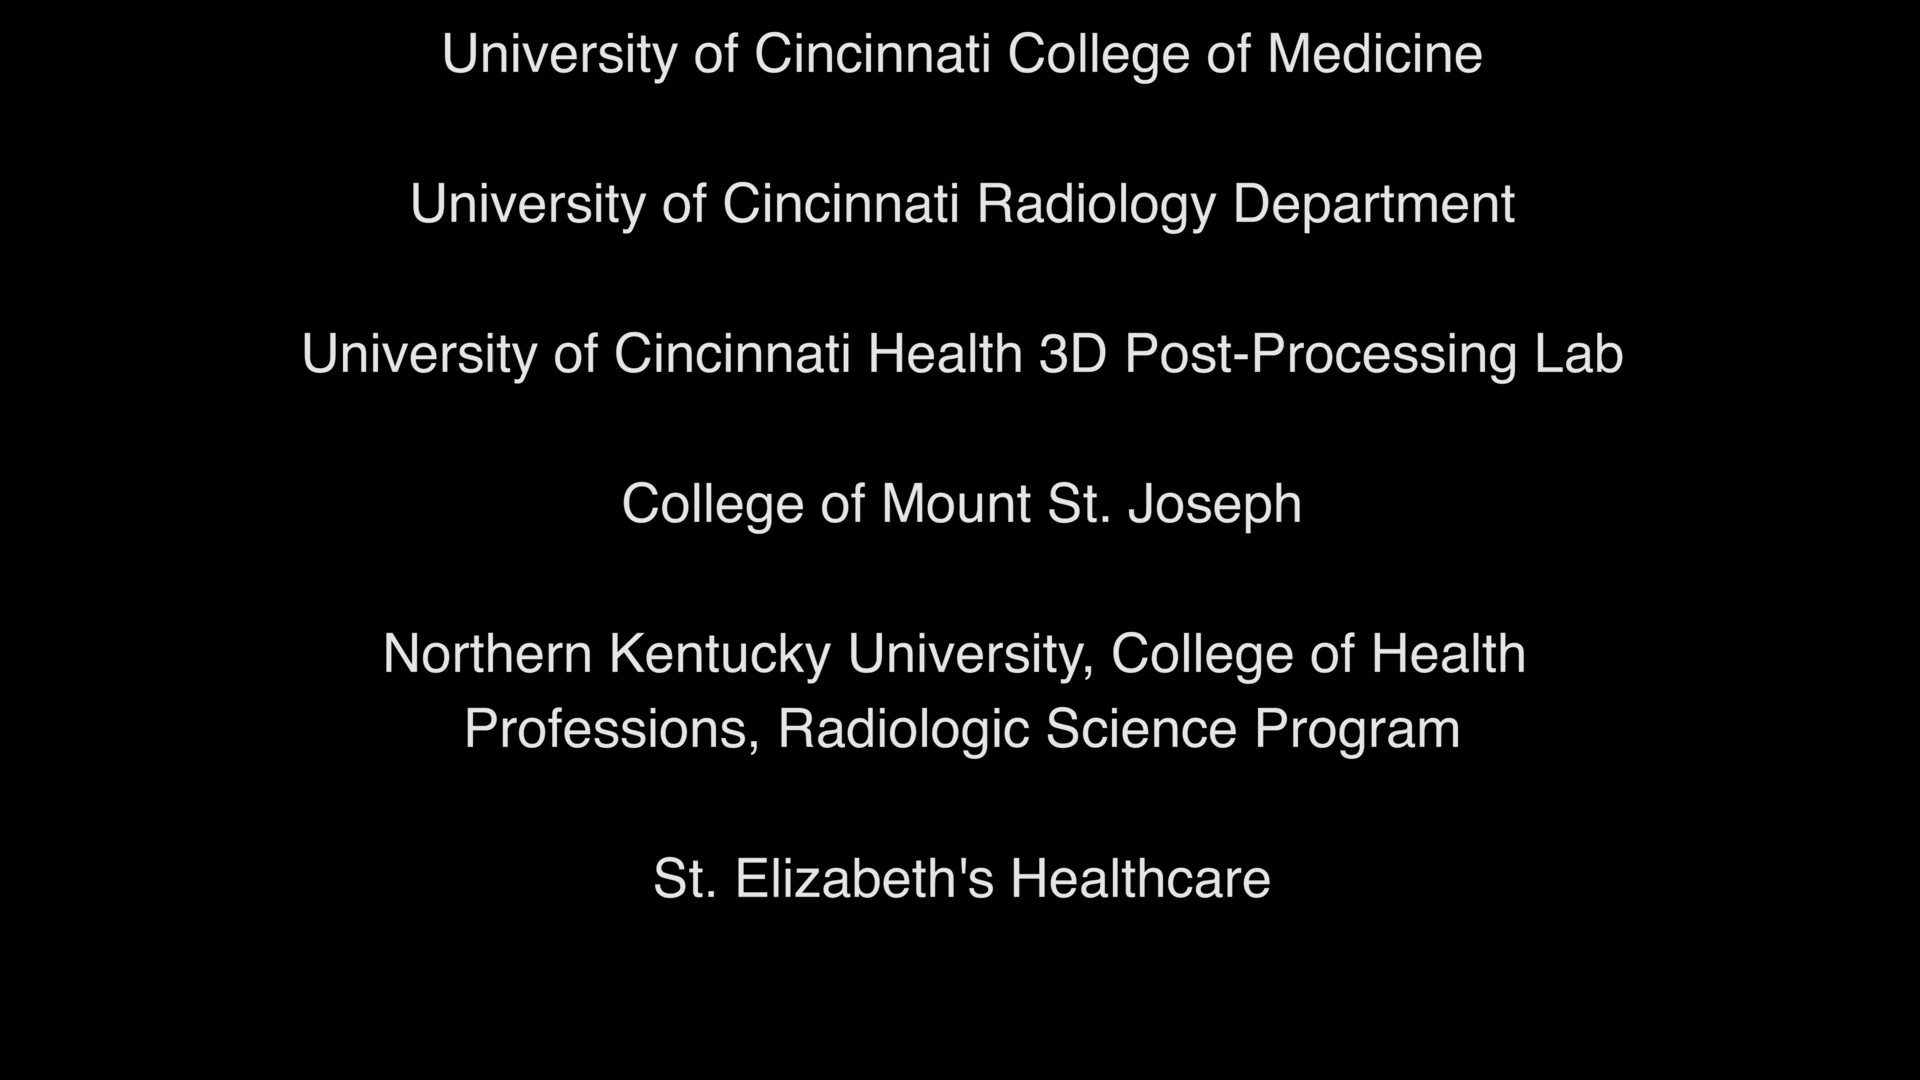 University of Cincinnati College of Medicine
University of Cincinnati Radiology Department
University of Cincinnati Health 3D Post-Processing Lab
College of Mount St. Joseph
Northern Kentucky University, College of Health
Professions, Radiologic Science Program
St. Elizabeth's Healthcare